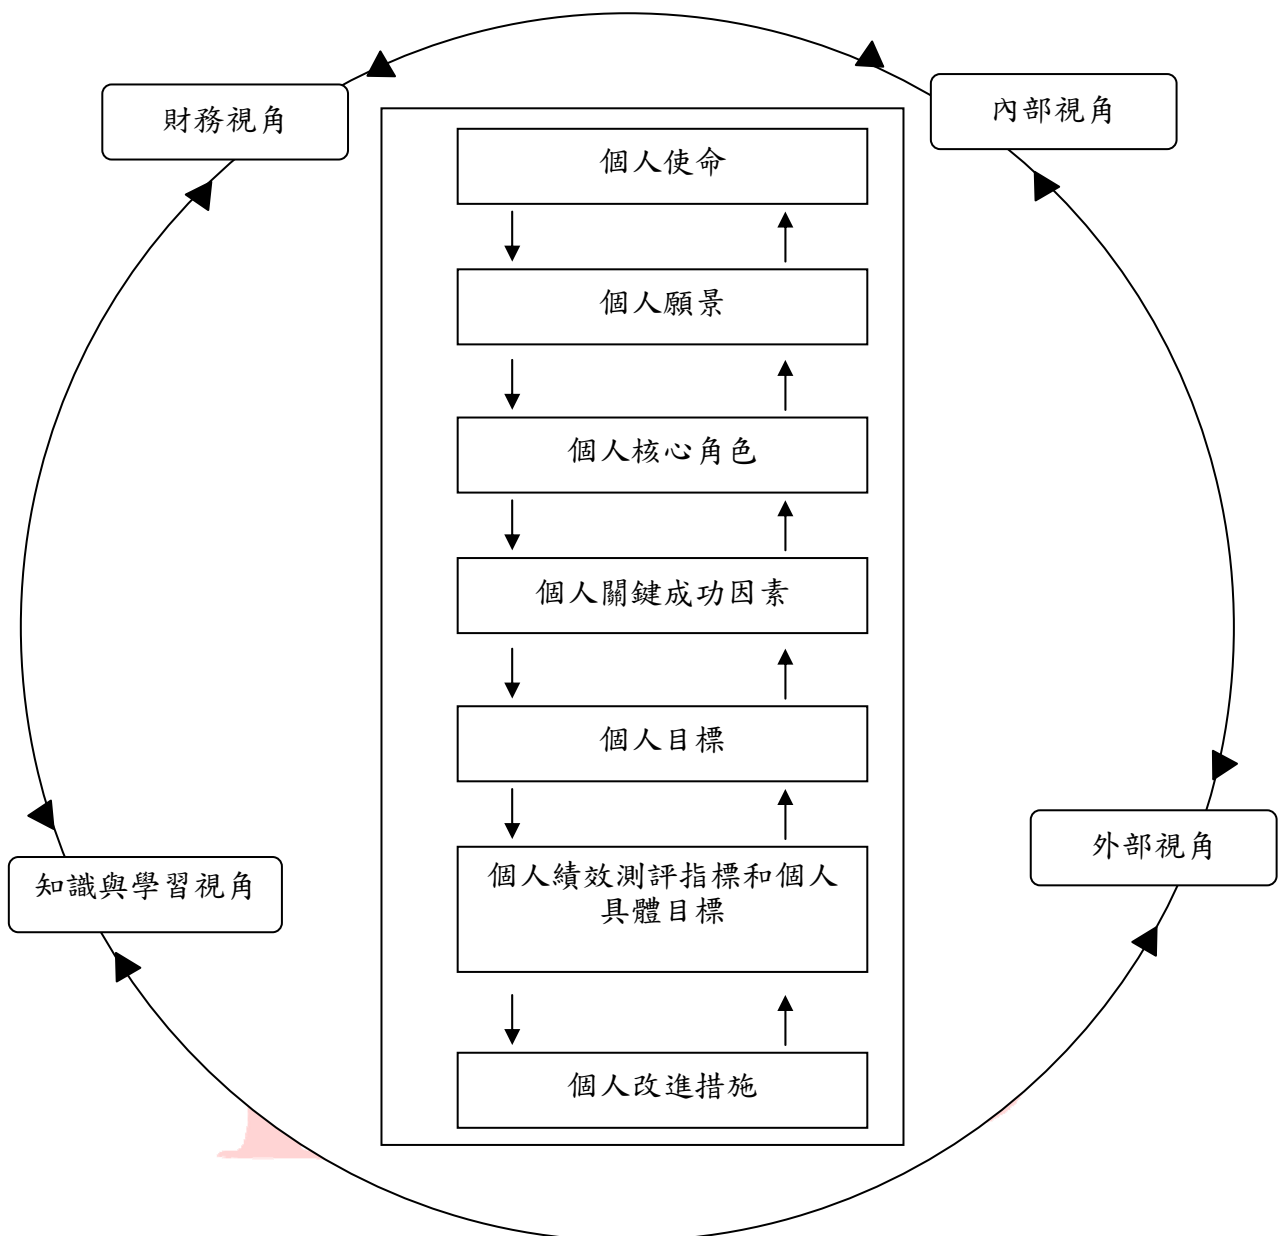 財務視角
內部視角
個人使命
個人願景
個人核心角色
個人關鍵成功因素
個人目標
外部視角
個人績效測評指標和個人
具體目標
知識與學習視角
個人改進措施